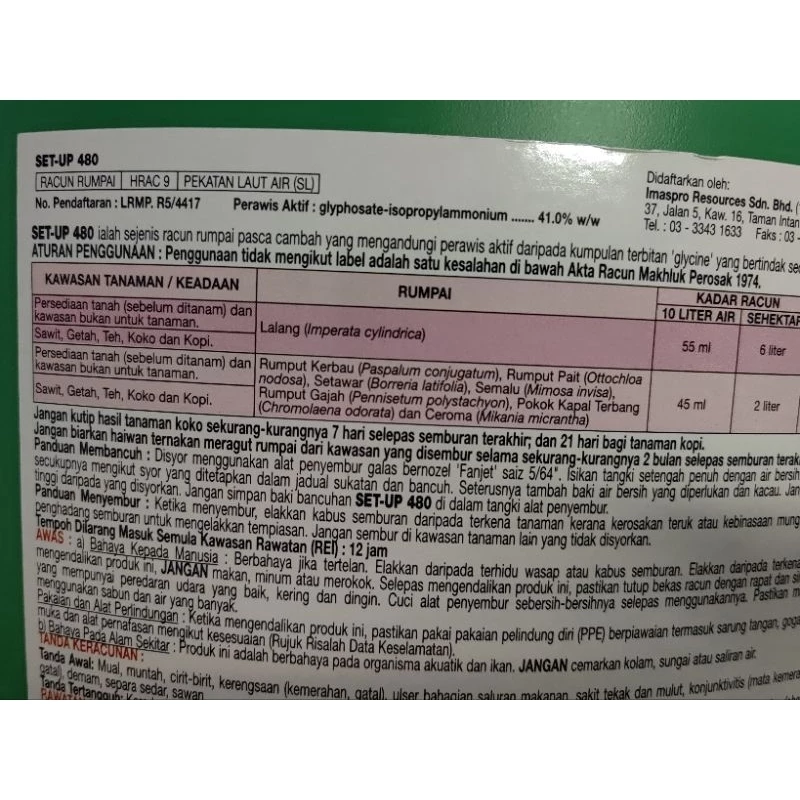 SET-UP 480
RACUN RUMPAI HRAC 9 PEKATAN LAUT AIR (SL)
No. Pendaftaran : LRMP. R5/4417 Perawis Aktif : glyphosate-isopropylammonium ....... 41.0% w/w
Didaftarkan oleh:
Imaspro Resources Sdn. Bhd.
37, Jalan 5, Kaw. 16, Taman Intan
Tel. : 03 - 3343 1633 Faks : 03 -
SET-UP 480 ialah sejenis racun rumpai pasca cambah yang mengandungi perawis aktif daripada kumpulan terbitan 'glycine' yang bertindak
ATURAN PENGGUNAAN : Penggunaan tidak mengikut label adalah satu kesalahan di bawah Akta Racun Makhluk Perosak 1974.
KAWASAN TANAMAN / KEADAAN RUMPAI KADAR RACUN
10 LITER AIR SEHEKTAR
Persediaan tanah (sebelum ditanam) dan
kawasan bukan untuk tanaman.
Sawit, Getah, Teh, Koko dan Kopi.
Lalang (Imperata cylindrica)
55 ml 6 liter
Persediaan tanah (sebelum ditanam) dan
kawasan bukan untuk tanaman.
Sawit, Getah, Teh, Koko dan Kopi.
Rumput Kerbau (Paspalum conjugatum), Rumput Pait (Ottochloa
nodosa), Setawar (Borreria latifolia), Semalu (Mimosa invisa),
Rumput Gajah (Pennisetum polystachyon), Pokok Kapal Terbang
(Chromolaena odorata) dan Ceroma (Mikania micrantha)
45 ml 2 liter
Jangan kutip hasil tanaman koko sekurang-kurangnya 7 hari selepas semburan terakhir; dan 21 hari bagi tanaman kopi.
Jangan biarkan haiwan ternakan meragut rumpai dari kawasan yang disembur selama sekurang-kurangnya 2 bulan selepas semburan
Panduan Membancuh : Disyor menggunakan alat penyembur galas bernozel 'Fanjet' saiz 5/64". Isikan tangki setengah penuh dengan air bersih
secukupnya mengikut syor yang ditetapkan dalam jadual sukatan dan bancuh. Seterusnya tambah baki air bersih yang diperlukan dan kacau.
tinggi daripada yang disyorkan. Jangan simpan baki bancuhan SET-UP 480 di dalam tangki alat penyembur.
Panduan Menyembur : Ketika menyembur, elakkan kabus semburan daripada terkena tanaman kerana kerosakan teruk atau kebinasaan
penghadang semburan untuk mengelakkan tempiasan. Jangan sembur di kawasan tanaman lain yang tidak disyorkan.
Tempoh Dilarang Masuk Semula Kawasan Rawatan (REI) : 12 jam
AWAS : a) Bahaya Kepada Manusia : Berbahaya jika tertelan. Elakkan daripada terhidu wasap atau kabus semburan. Elakkan daripada
mengendalikan produk ini, JANGAN makan, minum atau merokok. Selepas mengendalikan produk ini, pastikan tutup bekas racun dengan rapat dan
yang mempunyai peredaran udara yang baik, kering dan dingin. Cuci alat penyembur sebersih-bersihnya selepas menggunakannya. Pastikan
menggunakan sabun dan air yang banyak.
Pakaian dan Alat Perlindungan : Ketika mengendalikan produk ini, pastikan pakai pakaian pelindung diri (PPE) berpiawaian termasuk sarung tangan,
muka dan alat pernafasan mengikut kesesuaian (Rujuk Risalah Data Keselamatan).
b) Bahaya Pada Alam Sekitar : Produk ini adalah berbahaya pada organisma akuatik dan ikan. JANGAN cemarkan kolam, sungai atau saliran air.
TANDA KERACUNAN :
Tanda Awal: Mual, muntah, cirit-birit, kerengsaan (kemerahan, gatal), ulser bahagian saluran makanan, sakit tekak dan mulut, konjunktivitis (mata
gatal), demam, separa sedar, sawan
Tanda Tertangguh: